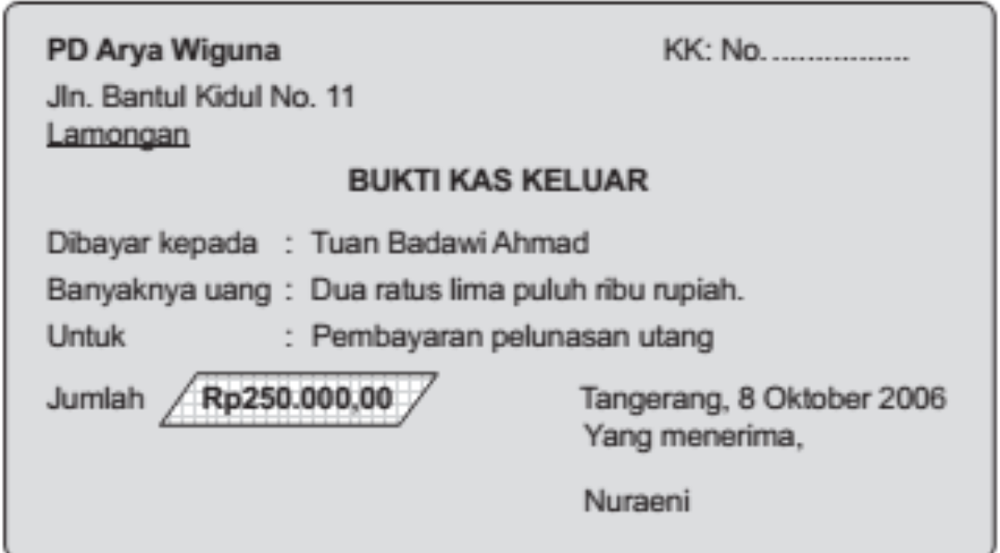 PD Arya Wiguna KK: No. ................
Jln. Bantul Kidul No. 11
Lamongan
BUKTI KAS KELUAR
Dibayar kepada : Tuan Badawi Ahmad
Banyaknya uang : Dua ratus lima puluh ribu rupiah.
Untuk : Pembayaran pelunasan utang
Jumlah Rp250.000,00 Tangerang, 8 Oktober 2006
Yang menerima,
Nuraeni